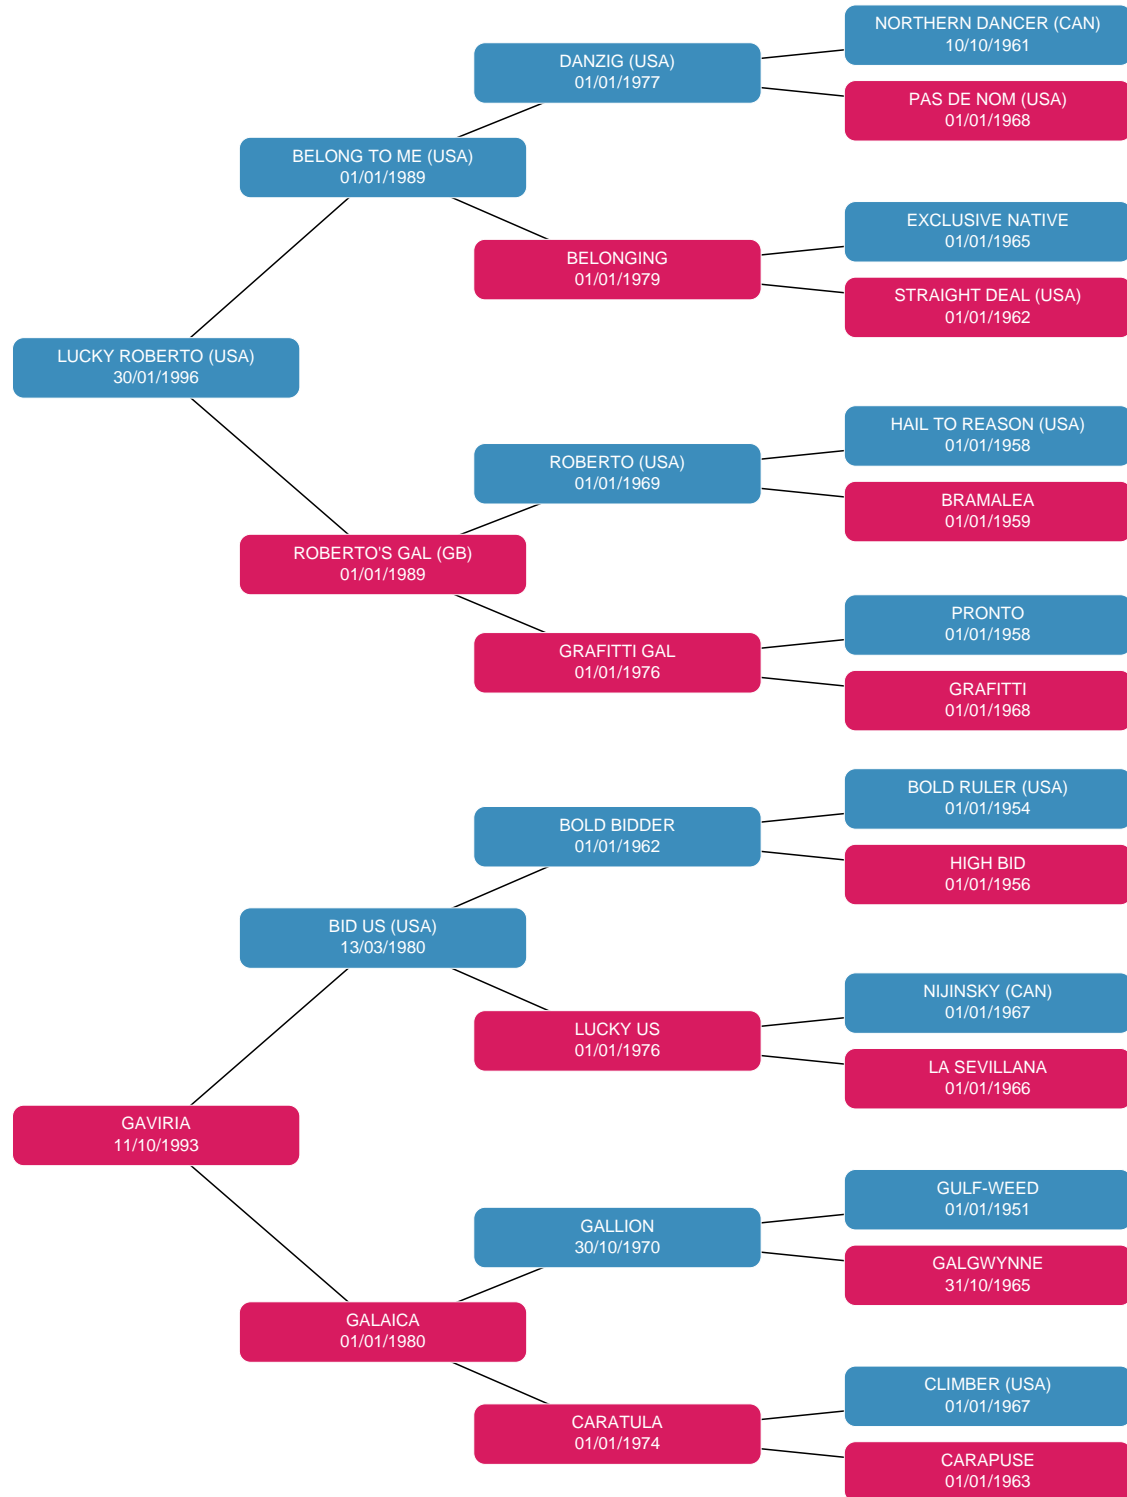 NORTHERN DANCER (CAN)
10/10/1961
DANZIG (USA)
01/01/1977
PAS DE NOM (USA)
01/01/1968
BELONG TO ME (USA)
01/01/1989
EXCLUSIVE NATIVE
01/01/1965
BELONGING
01/01/1979
STRAIGHT DEAL (USA)
01/01/1962
LUCKY ROBERTO (USA)
30/01/1996
HAIL TO REASON (USA)
01/01/1958
ROBERTO (USA)
01/01/1969
BRAMALEA
01/01/1959
ROBERTO'S GAL (GB)
01/01/1989
PRONTO
01/01/1958
GRAFITTI GAL
01/01/1976
GRAFITTI
01/01/1968
BOLD RULER (USA)
01/01/1954
BOLD BIDDER
01/01/1962
HIGH BID
01/01/1956
BID US (USA)
13/03/1980
NIJINSKY (CAN)
01/01/1967
LUCKY US
01/01/1976
LA SEVILLANA
01/01/1966
GAVIRIA
11/10/1993
GULF-WEED
01/01/1951
GALLION
30/10/1970
GALGWYNNE
31/10/1965
GALAICA
01/01/1980
CLIMBER (USA)
01/01/1967
CARATULA
01/01/1974
CARAPUSE
01/01/1963